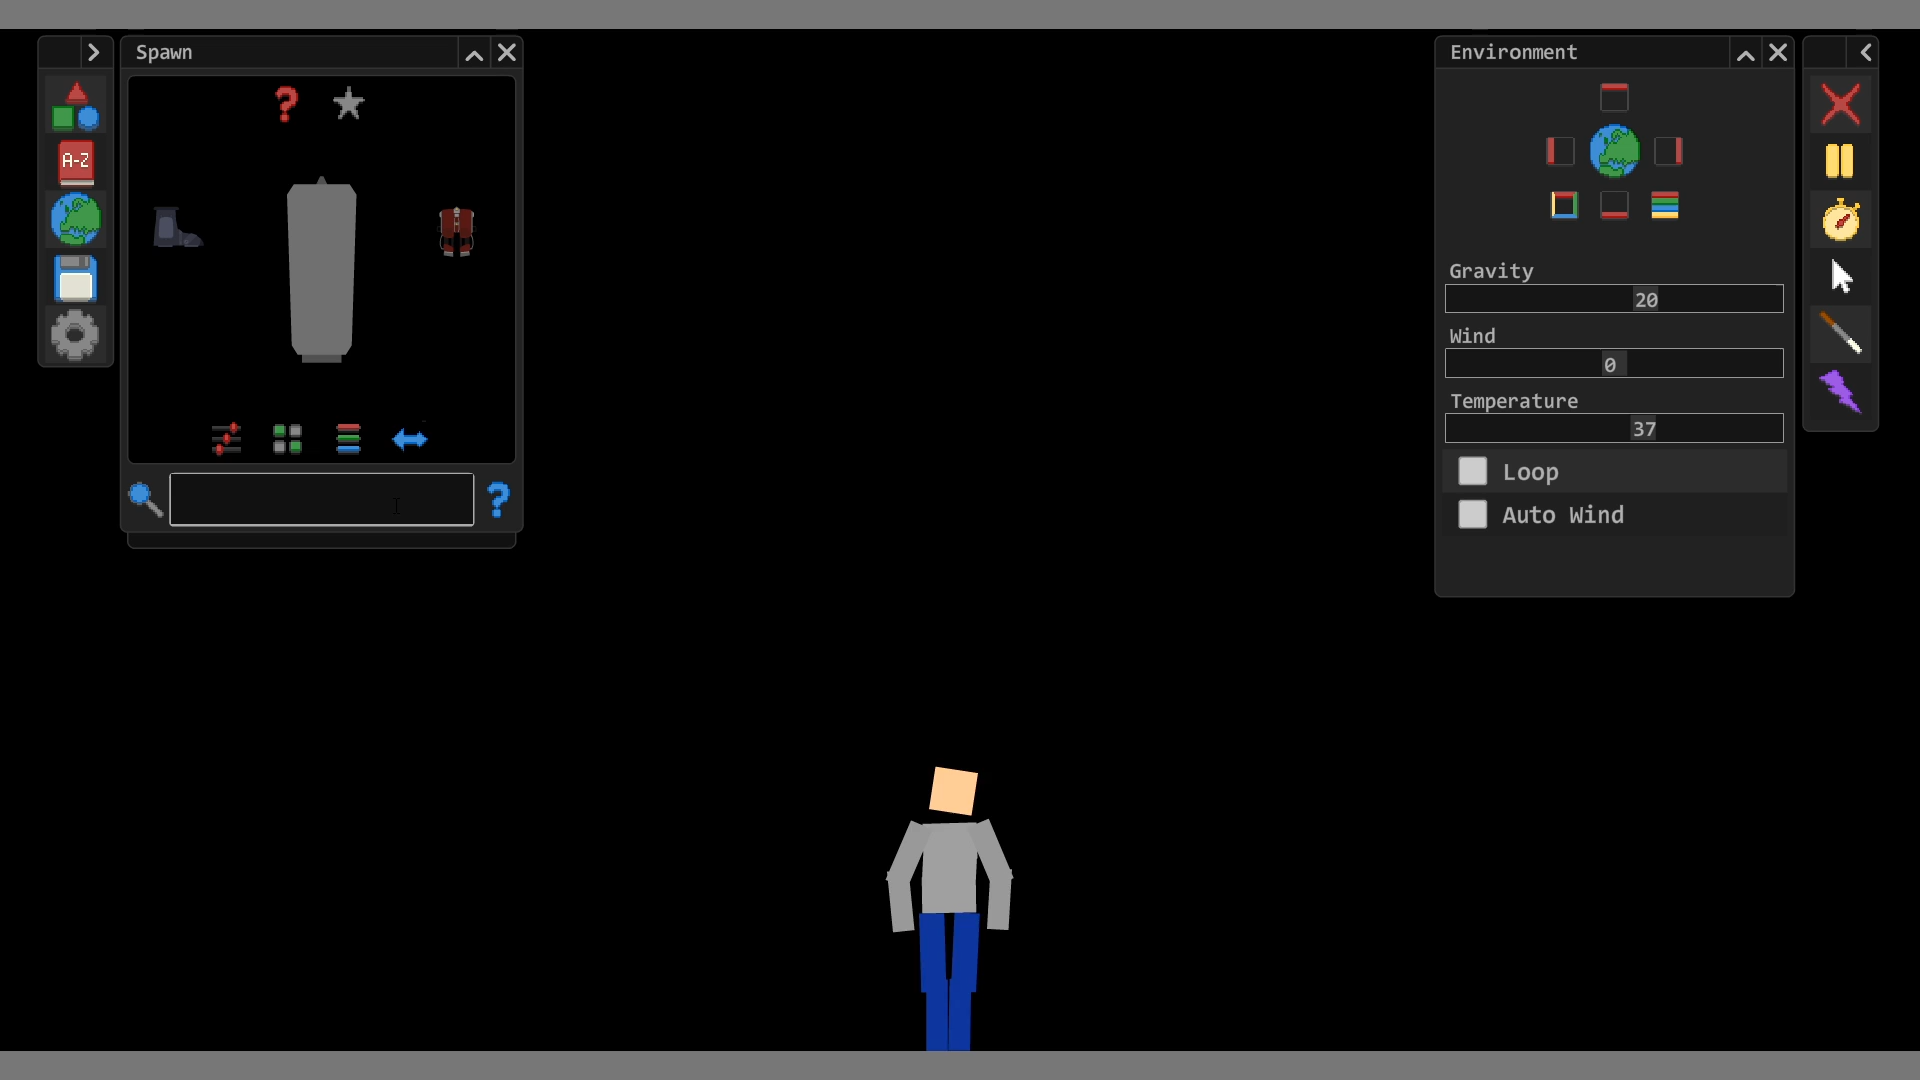 Spawn
A-Z
Environment
Gravity
20
Wind
0
Temperature
37
Loop
Auto Wind